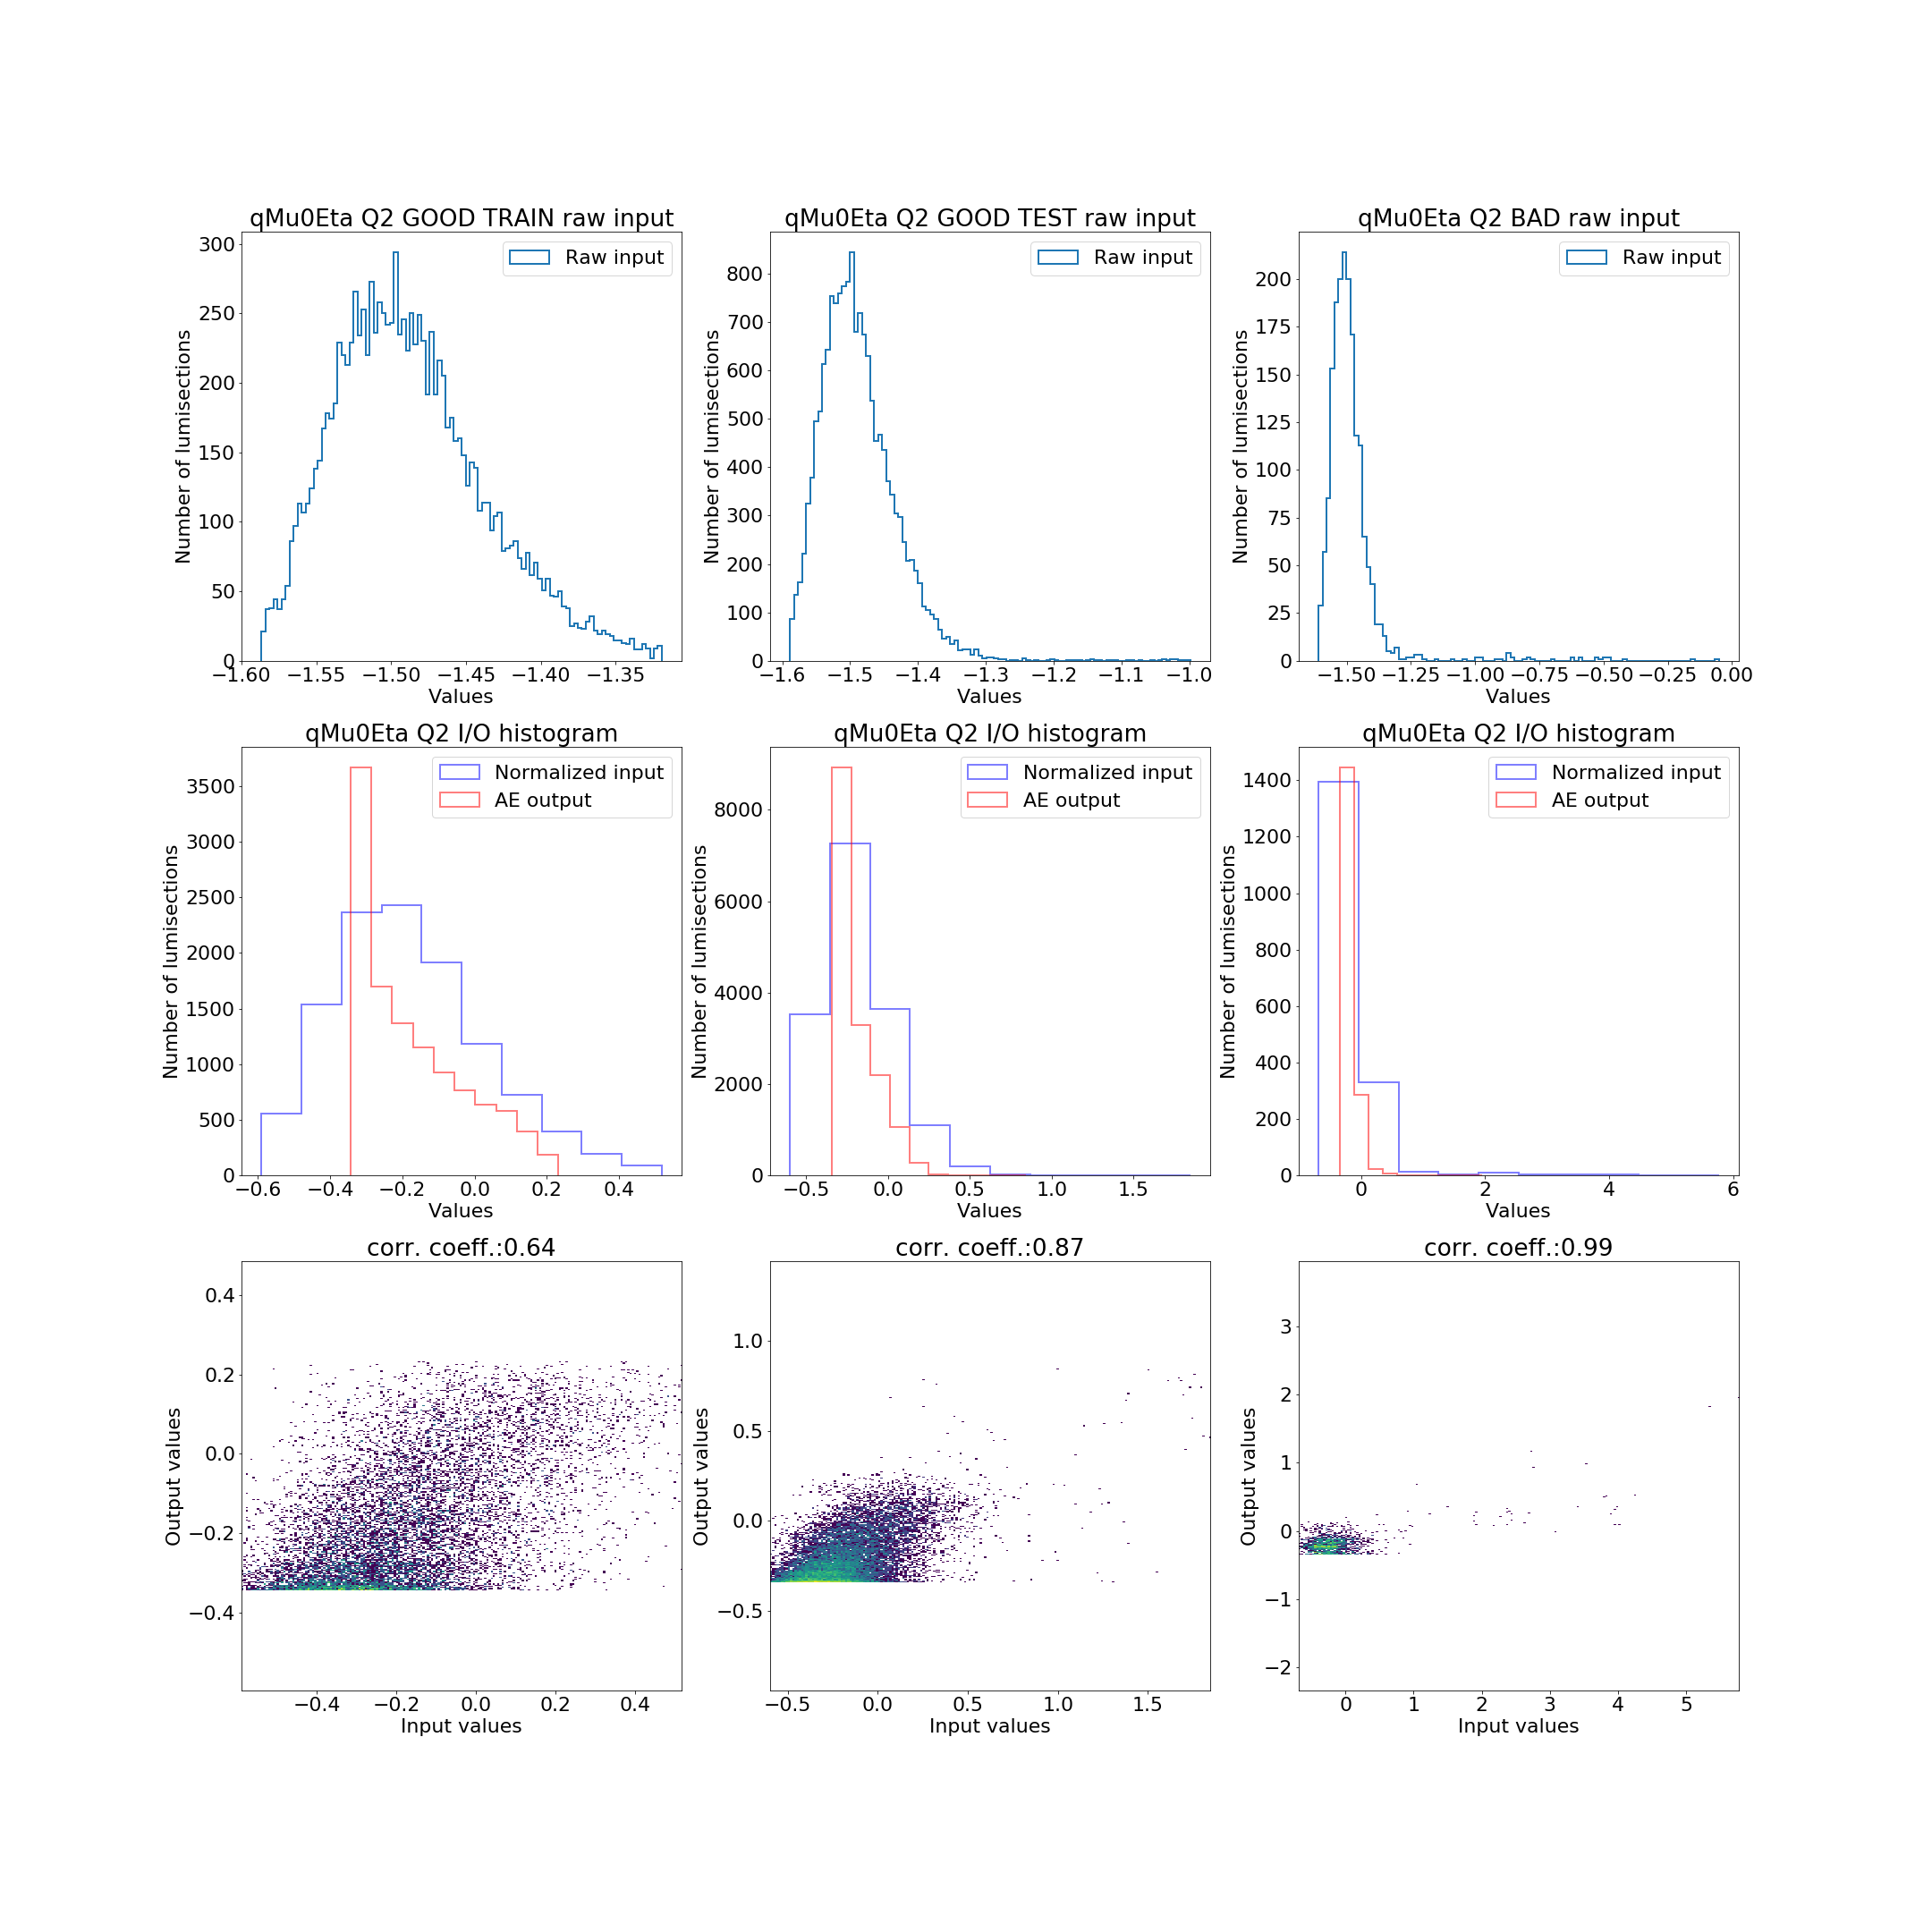 qMu0Eta Q2 GOOD TRAIN raw input
Number of lumisections
300
250
200
150
100
50
0
Raw input
−1.60 −1.55 −1.50 −1.45 −1.40 −1.35
Values
qMu0Eta Q2 GOOD TEST raw input
Number of lumisections
800
700
600
500
400
300
200
100
0
Raw input
−1.6 −1.5 −1.4 −1.3 −1.2 −1.1 −1.0
Values
qMu0Eta Q2 BAD raw input
Number of lumisections
200
175
150
125
100
75
50
25
0
Raw input
−1.50 −1.25 −1.00 −0.75 −0.50 −0.25 0.00
Values
qMu0Eta Q2 I/O histogram
Number of lumisections
3500
3000
2500
2000
1500
1000
500
0
Normalized input
AE output
−0.6 −0.4 −0.2 0.0 0.2 0.4
Values
qMu0Eta Q2 I/O histogram
Number of lumisections
8000
6000
4000
2000
0
Normalized input
AE output
−0.5 0.0 0.5 1.0 1.5
Values
qMu0Eta Q2 I/O histogram
Number of lumisections
1400
1200
1000
800
600
400
200
0
Normalized input
AE output
0 2 4 6
Values
corr. coeff.:0.64
Output values
0.4
0.2
0.0
−0.2
−0.4
−0.4 −0.2 0.0 0.2 0.4
Input values
corr. coeff.:0.87
Output values
1.0
0.5
0.0
−0.5
−0.5 0.0 0.5 1.0 1.5
Input values
corr. coeff.:0.99
Output values
3
2
1
0
−1
−2
0 1 2 3 4 5
Input values